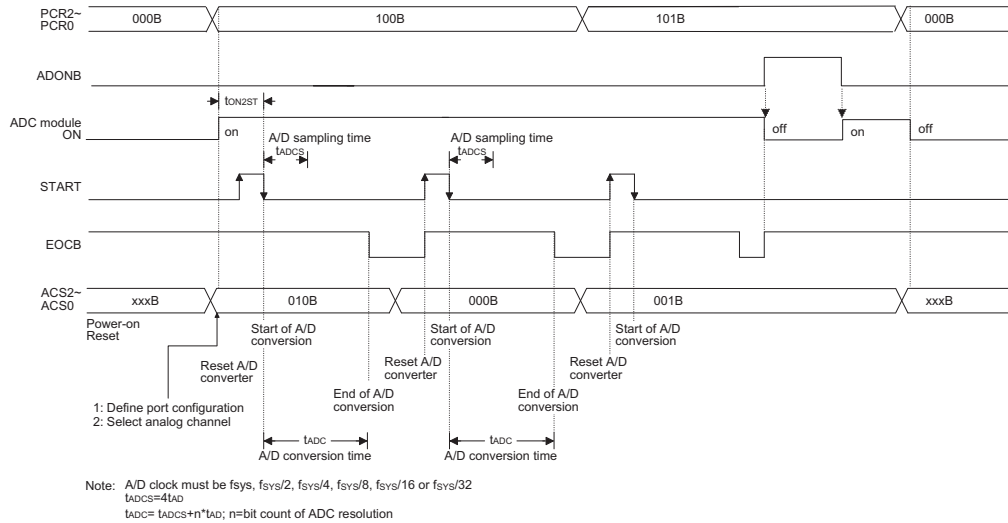 PCR2~
PCR0
000B
100B
101B
000B
ADONB
tON2ST
ADC module
ON
on
off
on
off
A/D sampling time
tADCS
A/D sampling time
tADCS
START
EOCB
ACS2~
ACS0
xxxB
010B
000B
001B
xxxB
Power-on
Reset
Start of A/D
conversion
Start of A/D
conversion
Start of A/D
conversion
Reset A/D
converter
Reset A/D
converter
Reset A/D
converter
End of A/D
conversion
End of A/D
conversion
1: Define port configuration
2: Select analog channel
tADC
A/D conversion time
tADC
A/D conversion time
Note: A/D clock must be fsys, fSYS/2, fSYS/4, fSYS/8, fSYS/16 or fSYS/32
tADCS=4tAD
tADC= tADCS+n*tAD; n=bit count of ADC resolution